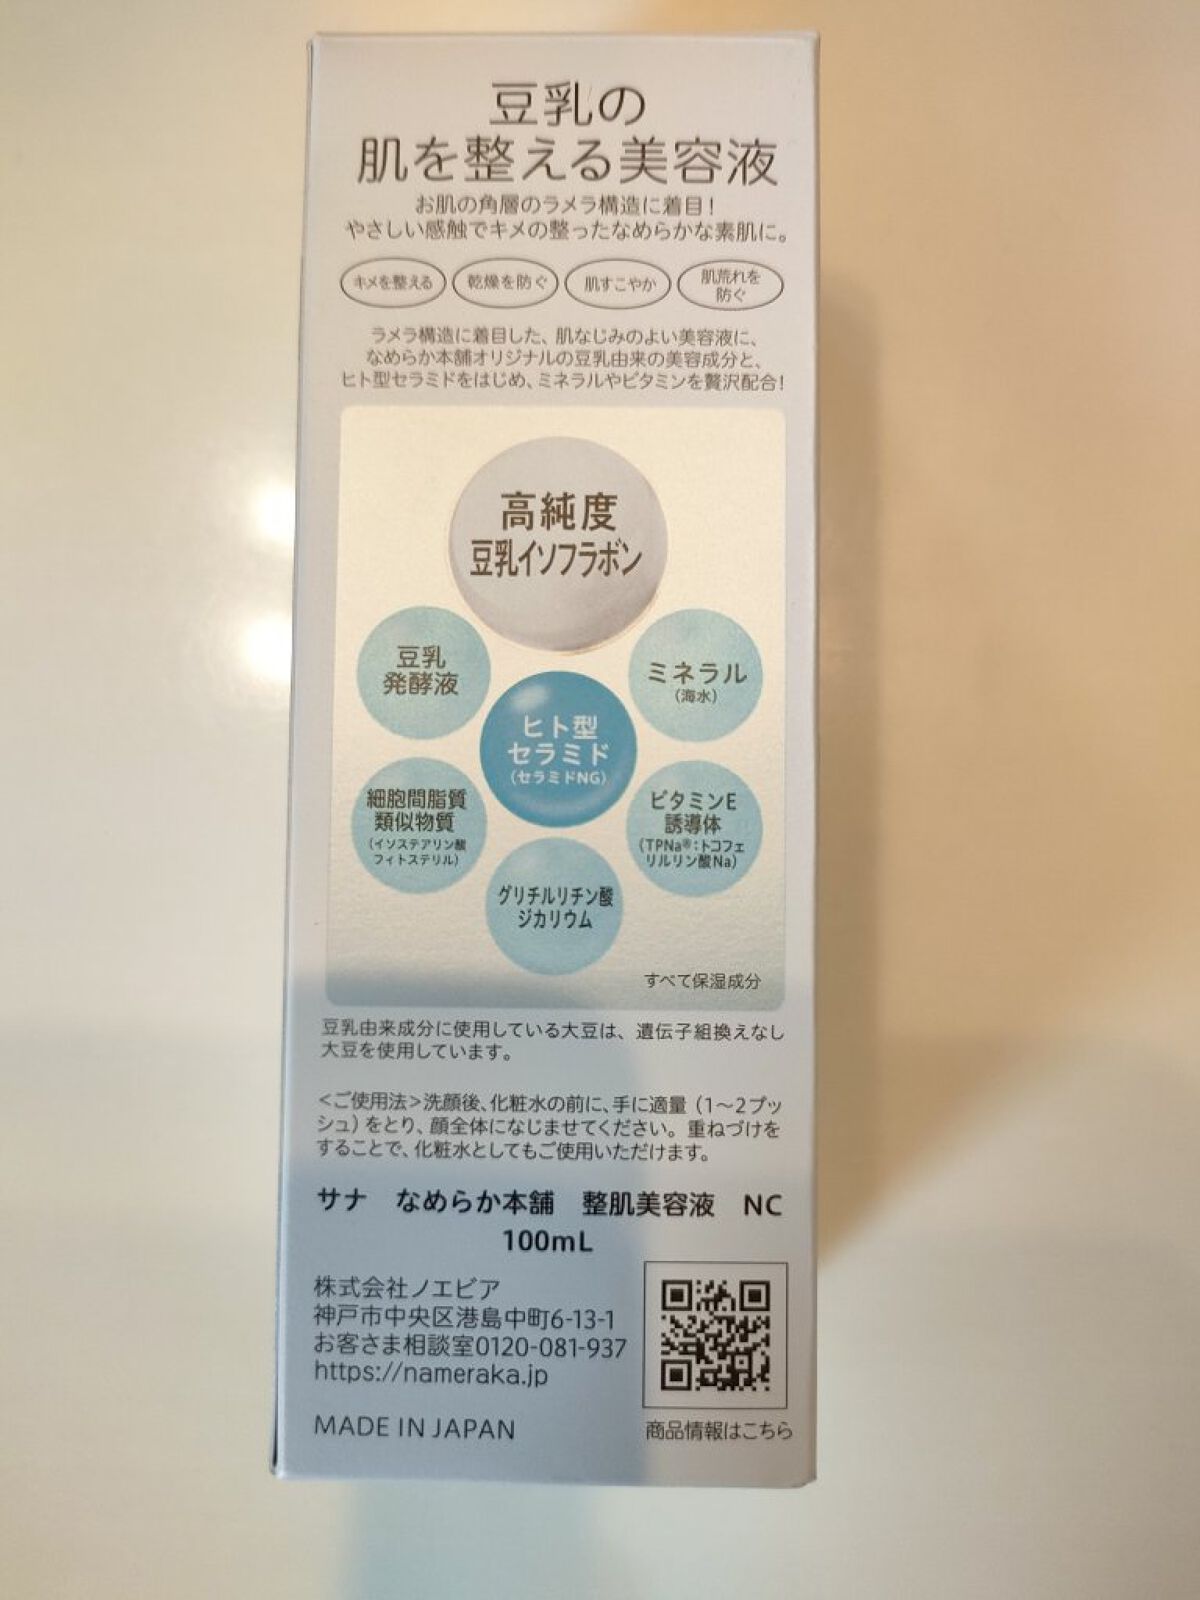 豆乳の
肌を整える美容液
お肌の角層のラメラ構造に着目！
やさしい感触でキメの整ったなめらかな素肌に。
キメを整える
乾燥を防ぐ
肌すこやか
肌荒れを
防ぐ
ラメラ構造に着目した、肌なじみのよい美容液に、
なめらか本舗オリジナルの豆乳由来の美容成分と、
ヒト型セラミドをはじめ、ミネラルやビタミンを贅沢配合！
高純度
豆乳イソフラボン
豆乳
発酵液
ミネラル
（海水）
ヒト型
セラミド
（セラミドNG）
細胞間脂質
類似物質
（イソステアリン酸
フィトステリル）
ビタミンE
誘導体
（TPNa®：トコフェ
リルリン酸Na）
グリチルリチン酸
ジカリウム
すべて保湿成分
豆乳由来成分に使用している大豆は、遺伝子組換えなし
大豆を使用しています。
＜ご使用法＞洗顔後、化粧水の前に、手に適量（1～2プッ
シュ）をとり、顔全体になじませてください。重ねづけを
することで、化粧水としてもご使用いただけます。
サナ なめらか本舗 整肌美容液 NC
100mL
株式会社ノエビア
神戸市中央区港島中町6-13-1
お客さま相談室0120-081-937
https://nameraka.jp
MADE IN JAPAN
商品情報はこちら